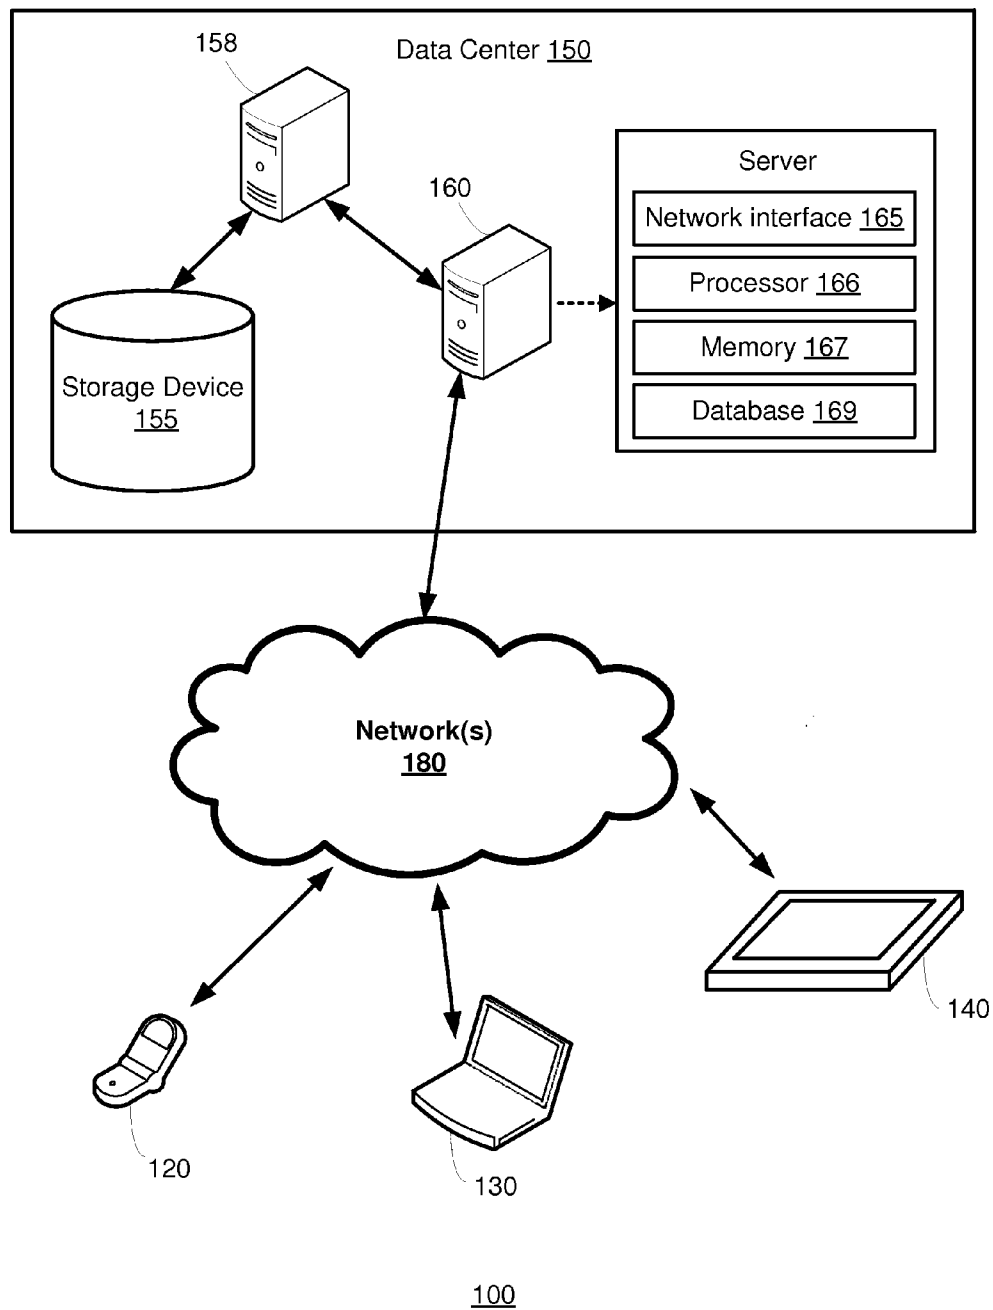 158
Data Center 150
160
Server
Network interface 165
Processor 166
Memory 167
Database 169
Storage Device
155
Network(s)
180
140
120
130
100